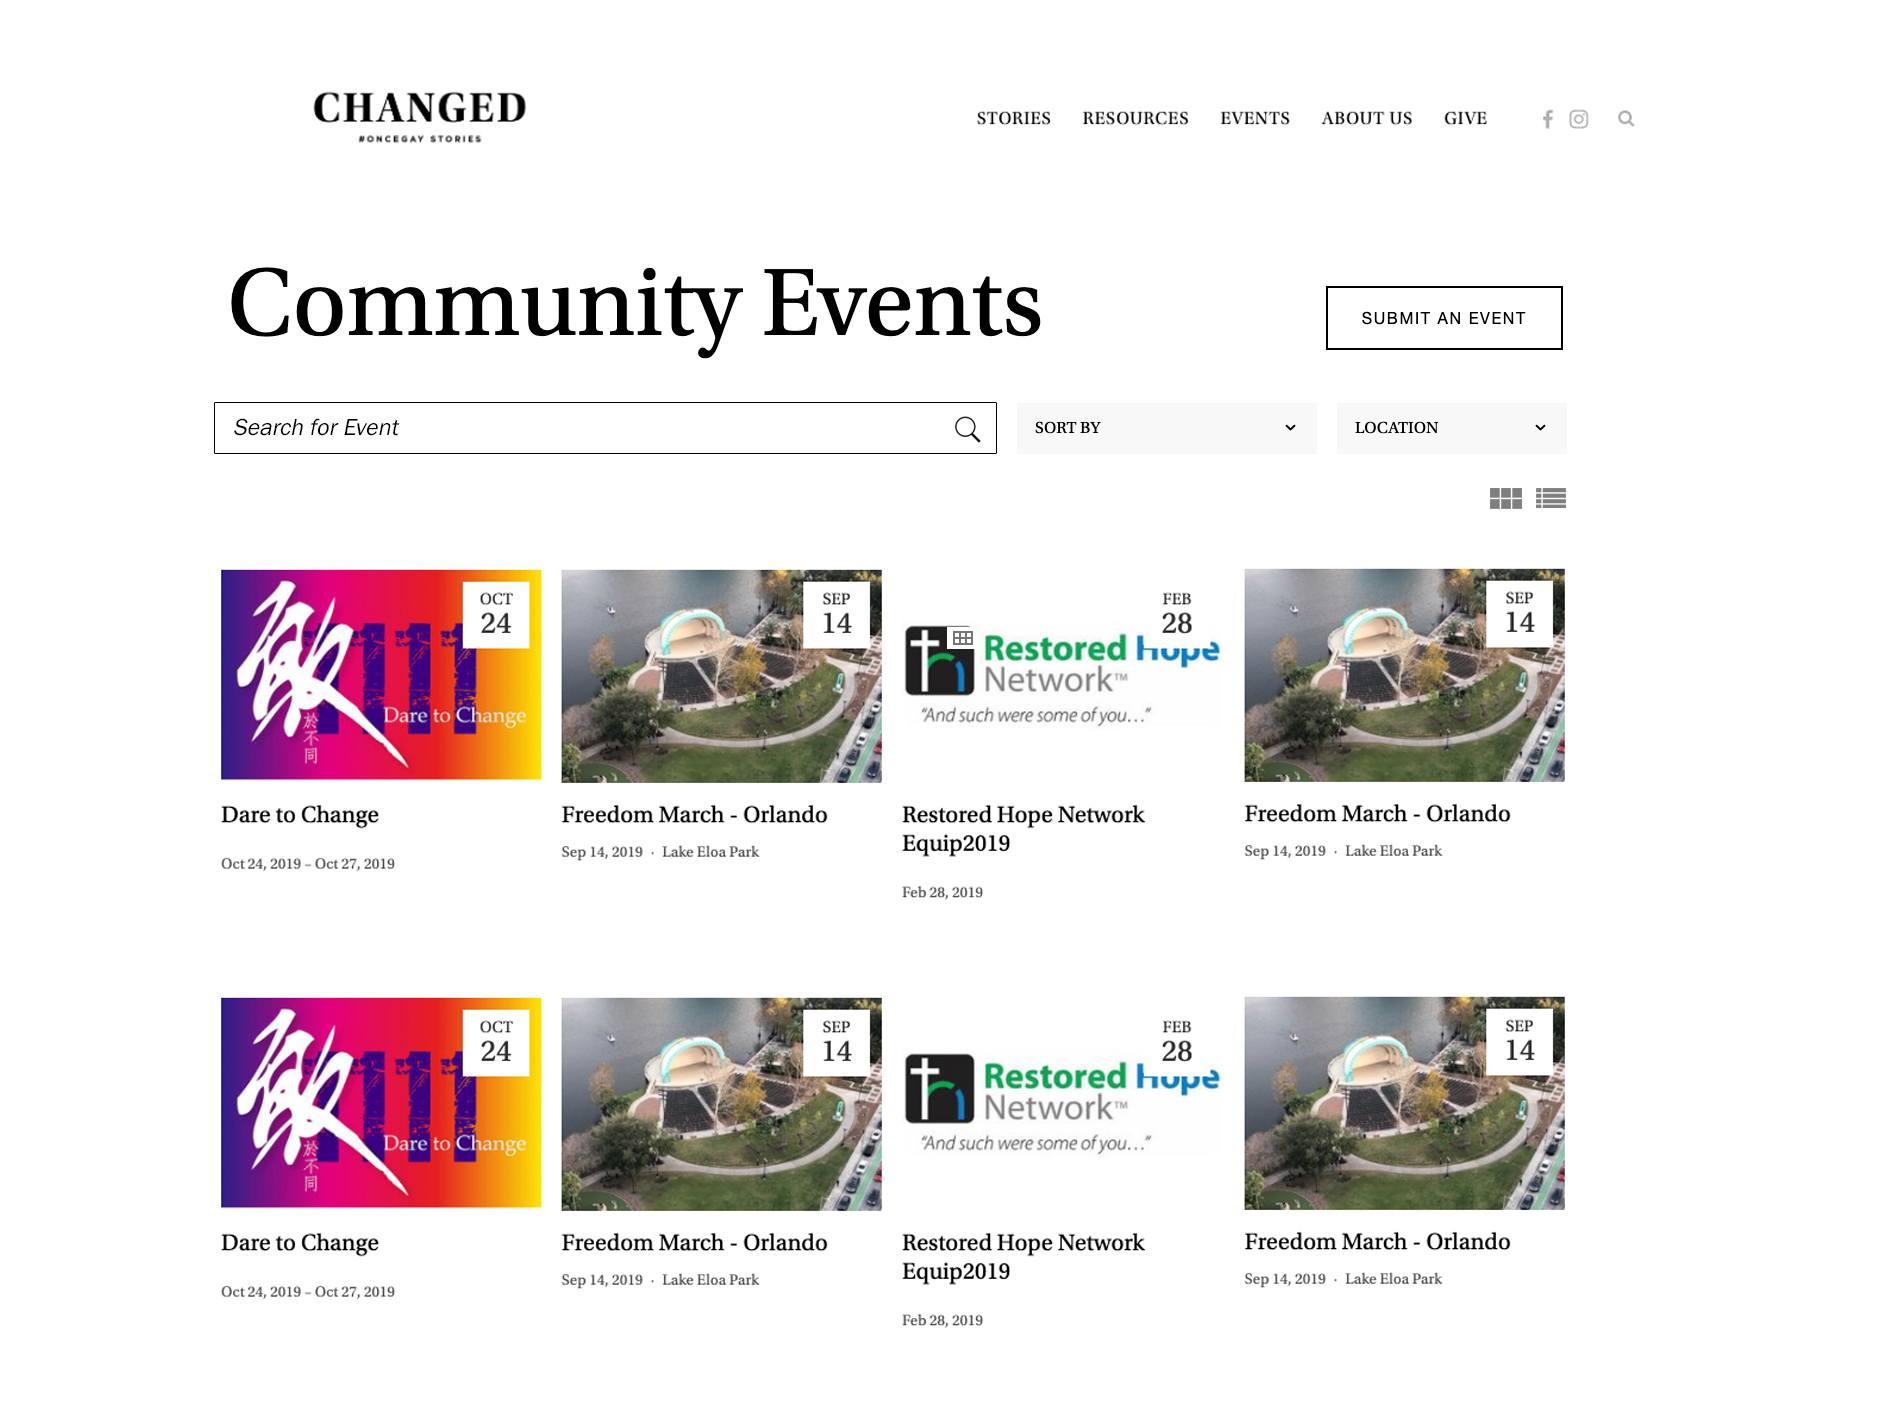 CHANGED
#ONCEGAY STORIES
STORIES RESOURCES EVENTS ABOUT US GIVE
Community Events
SUBMIT AN EVENT
Search for Event
SORT BY
LOCATION
OCT
24
敢
於不同
1111
Dare to Change
Dare to Change
Oct 24, 2019 – Oct 27, 2019
SEP
14
Freedom March - Orlando
Sep 14, 2019 · Lake Eloa Park
FEB
28
Restored Hope
Network™
“And such were some of you…”
Restored Hope Network
Equip2019
Feb 28, 2019
SEP
14
Freedom March - Orlando
Sep 14, 2019 · Lake Eloa Park
OCT
24
敢
於不同
1111
Dare to Change
Dare to Change
Oct 24, 2019 – Oct 27, 2019
SEP
14
Freedom March - Orlando
Sep 14, 2019 · Lake Eloa Park
FEB
28
Restored Hope
Network™
“And such were some of you…”
Restored Hope Network
Equip2019
Feb 28, 2019
SEP
14
Freedom March - Orlando
Sep 14, 2019 · Lake Eloa Park